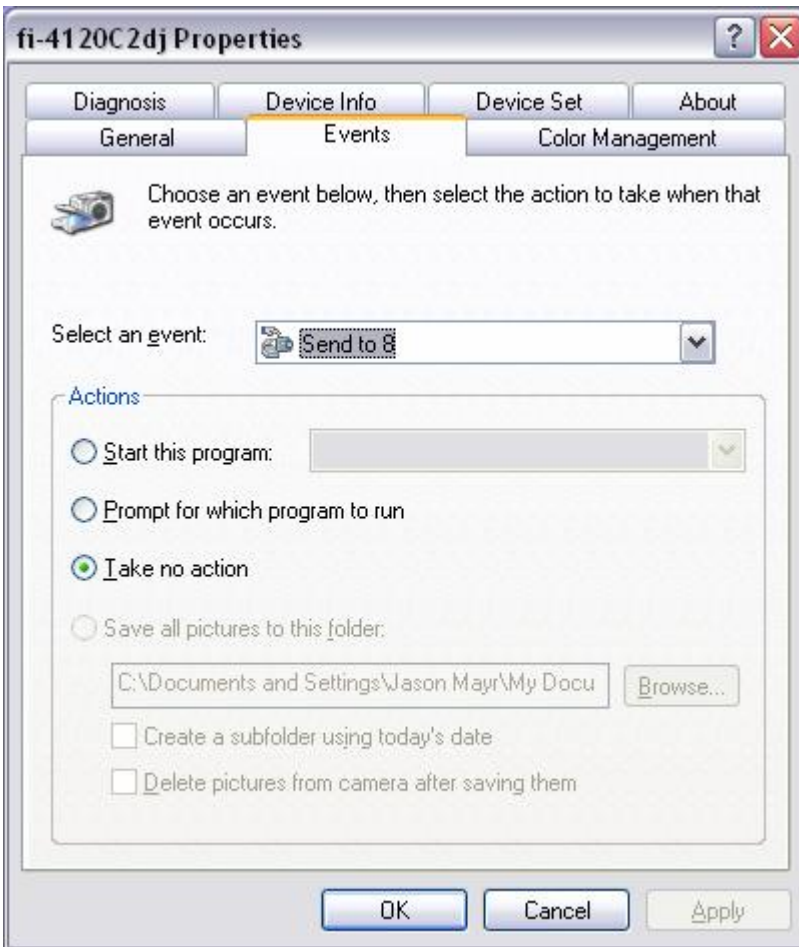 fi-4120C2dj Properties
Diagnosis
Device Info
Device Set
About
General
Events
Color Management
Choose an event below, then select the action to take when that
event occurs.
Select an event:
Send to 8
Actions
Start this program:
Prompt for which program to run
Take no action
Save all pictures to this folder:
C:\Documents and Settings\Jason Mayr\My Docu
Browse...
Create a subfolder using today's date
Delete pictures from camera after saving them
OK
Cancel
Apply